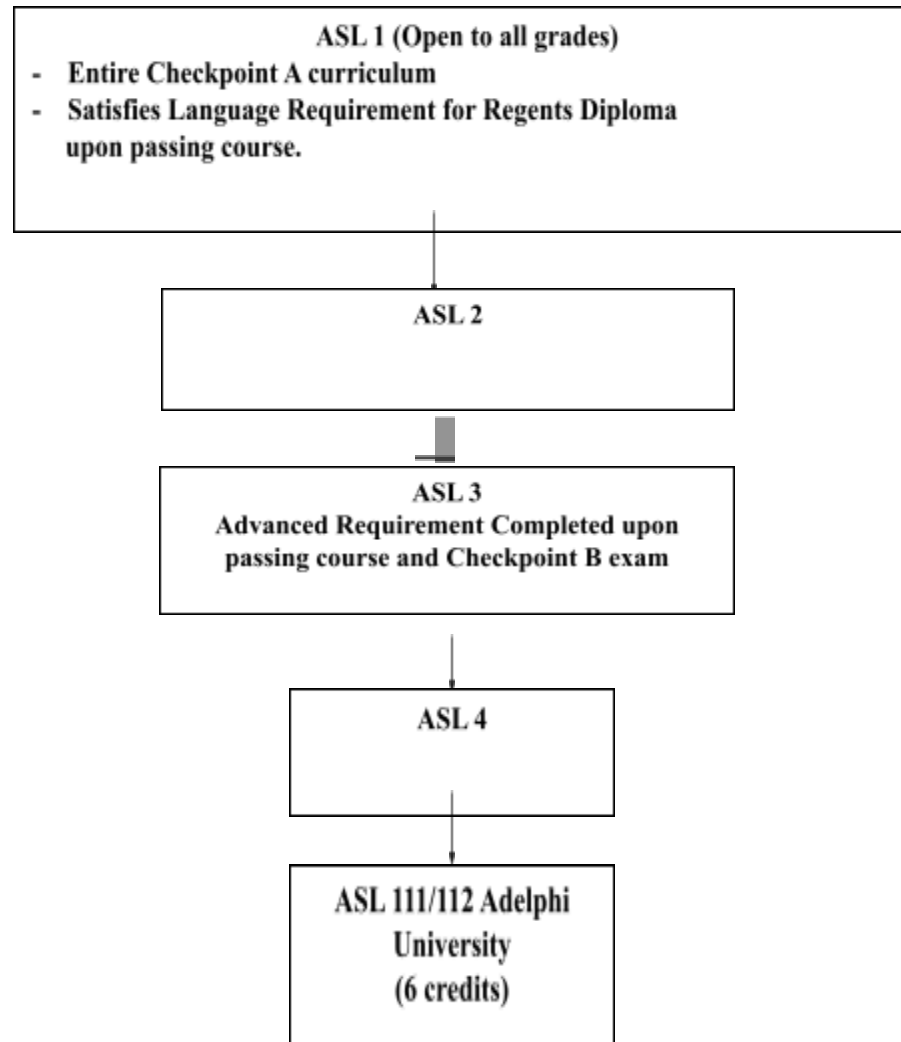 ASL 1 (Open to all grades)
- Entire Checkpoint A curriculum
- Satisfies Language Requirement for Regents Diploma
upon passing course.
ASL 2
ASL 3
Advanced Requirement Completed upon
passing course and Checkpoint B exam
ASL 4
ASL 111/112 Adelphi
University
(6 credits)